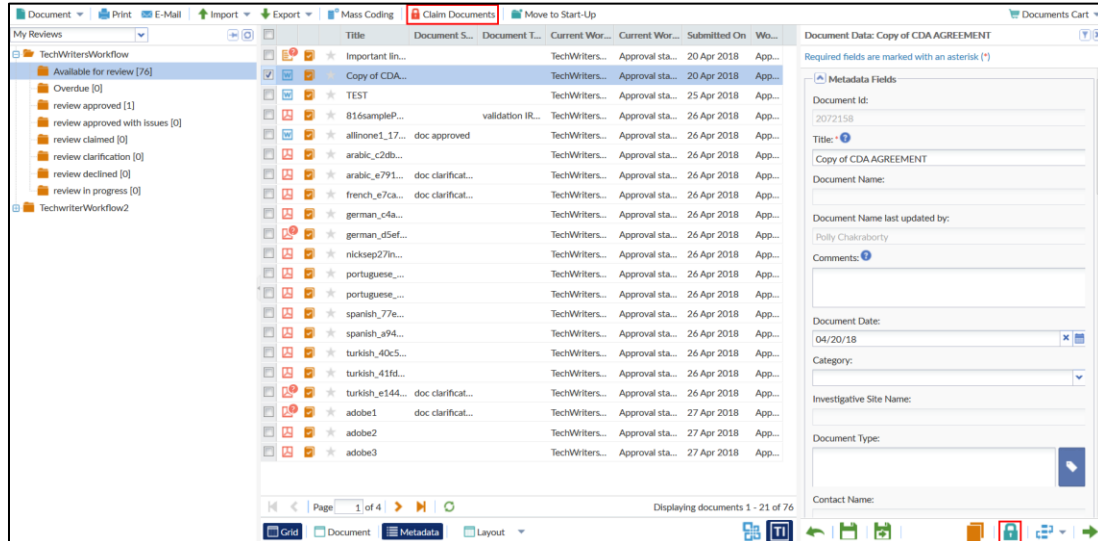 Document Print E-Mail Import Export Mass Coding Claim Documents Move to Start-Up Documents Cart
My Reviews
TechWritersWorkflow
Available for review [76]
Overdue [0]
review approved [1]
review approved with issues [0]
review claimed [0]
review clarification [0]
review declined [0]
review in progress [0]
TechwriterWorkflow2
Title Document S... Document T... Current Wor... Current Wor... Submitted On Wo...
Important lin... TechWriters... Approval sta... 20 Apr 2018 App...
Copy of CDA... TechWriters... Approval sta... 20 Apr 2018 App...
TEST TechWriters... Approval sta... 25 Apr 2018 App...
816sampleP... validation IR... TechWriters... Approval sta... 26 Apr 2018 App...
allinone1_17... doc approved TechWriters... Approval sta... 26 Apr 2018 App...
arabic_c2db... TechWriters... Approval sta... 26 Apr 2018 App...
arabic_e791... doc clarificat... TechWriters... Approval sta... 26 Apr 2018 App...
french_e7ca... doc clarificat... TechWriters... Approval sta... 26 Apr 2018 App...
german_c4a... TechWriters... Approval sta... 26 Apr 2018 App...
german_d5ef... TechWriters... Approval sta... 26 Apr 2018 App...
nicksep27In... TechWriters... Approval sta... 26 Apr 2018 App...
portuguese_... TechWriters... Approval sta... 26 Apr 2018 App...
portuguese_... TechWriters... Approval sta... 26 Apr 2018 App...
spanish_77e... TechWriters... Approval sta... 26 Apr 2018 App...
spanish_a94... TechWriters... Approval sta... 26 Apr 2018 App...
turkish_40c5... TechWriters... Approval sta... 26 Apr 2018 App...
turkish_41fd... TechWriters... Approval sta... 26 Apr 2018 App...
turkish_e144... doc clarificat... TechWriters... Approval sta... 26 Apr 2018 App...
adobe1 doc clarificat... TechWriters... Approval sta... 27 Apr 2018 App...
adobe2 TechWriters... Approval sta... 27 Apr 2018 App...
adobe3 TechWriters... Approval sta... 27 Apr 2018 App...
Page 1 of 4 Displaying documents 1 - 21 of 76
Grid Document Metadata Layout TI
Document Data: Copy of CDA AGREEMENT
Required fields are marked with an asterisk (*)
Metadata Fields
Document Id:
2072158
Title: *
Copy of CDA AGREEMENT
Document Name:
Document Name last updated by:
Polly Chakraborty
Comments:
Document Date:
04/20/18
Category:
Investigative Site Name:
Document Type:
Contact Name: